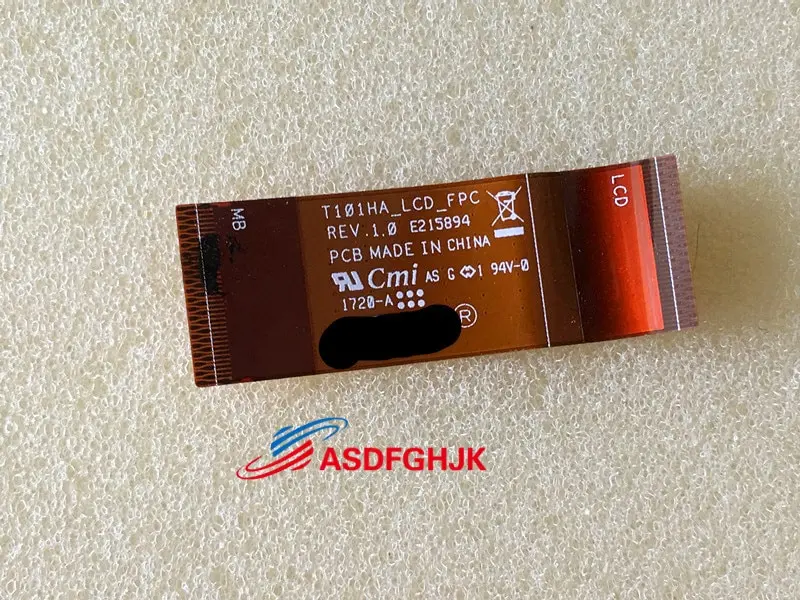 MB
T101HA_LCD_FPC
REV.1.0 E215894
PCB MADE IN CHINA
Cmi AS G 1 94V-0
1720-A
®
LCD
ASDFGHJK